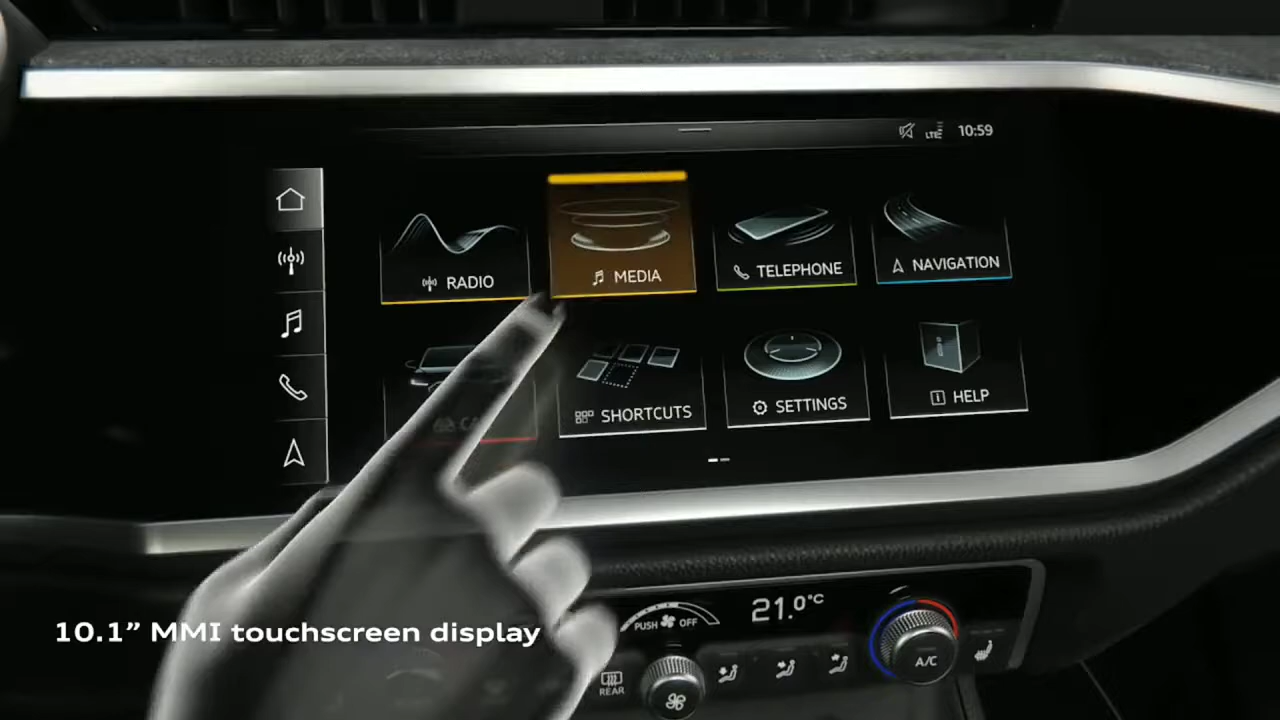 LTE 10:59
RADIO
MEDIA
TELEPHONE
NAVIGATION
SHORTCUTS
SETTINGS
HELP
PUSH OFF
21.0°C
10.1” MMI touchscreen display
REAR
A/C